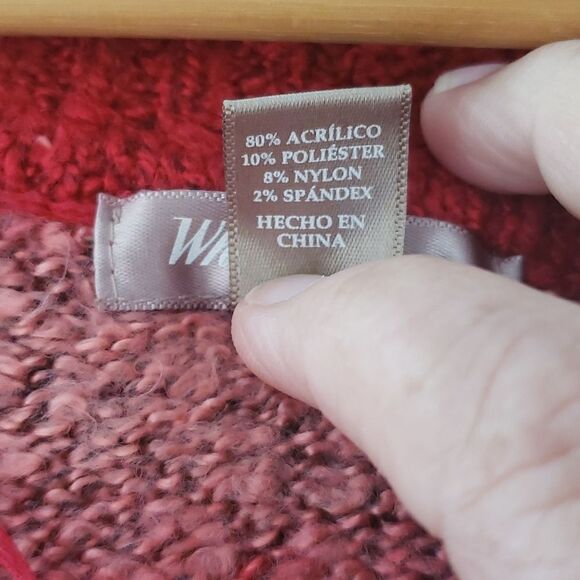 80% ACRÍLICO
10% POLIÉSTER
8% NYLON
2% SPÁNDEX
HECHO EN
CHINA